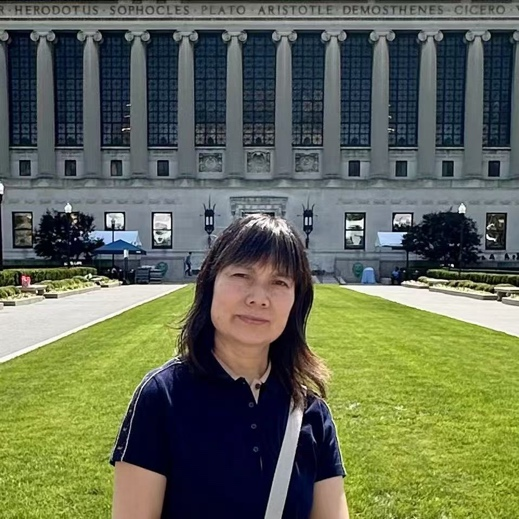 HERODOTUS · SOPHOCLES · PLATO · ARISTOTLE · DEMOSTHENES · CICERO